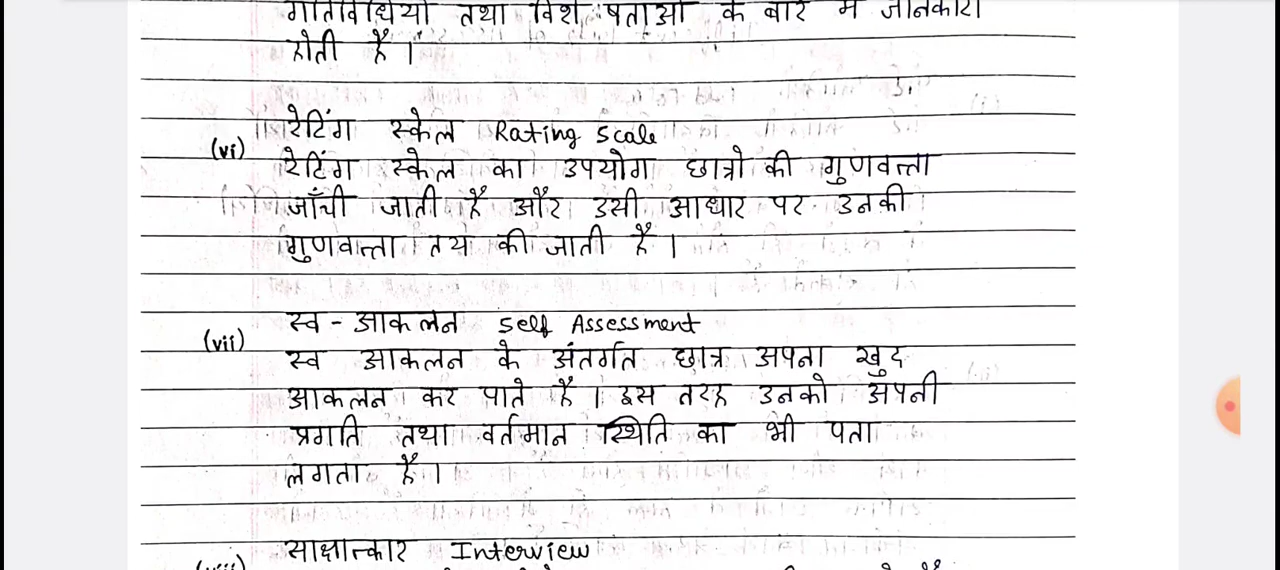 गतिविधियों तथा विशेषताओं के बारे में जानकारी
होती है ।
रेटिंग स्केल Rating Scale
(vi)
रेटिंग स्केल का उपयोग छात्रो की गुणवत्ता
जाँची जाती है और उसी आधार पर उनकी
गुणवत्ता तय की जाती है ।
स्व - आकलन Self Assessment
(vii)
स्व आकलन के अंतर्गत छात्र अपना खुद
आकलन कर पाते है । इस तरह उनको अपनी
प्रगति तथा वर्तमान स्थिति का भी पता
लगता है ।
साक्षात्कार Interview
(viii)